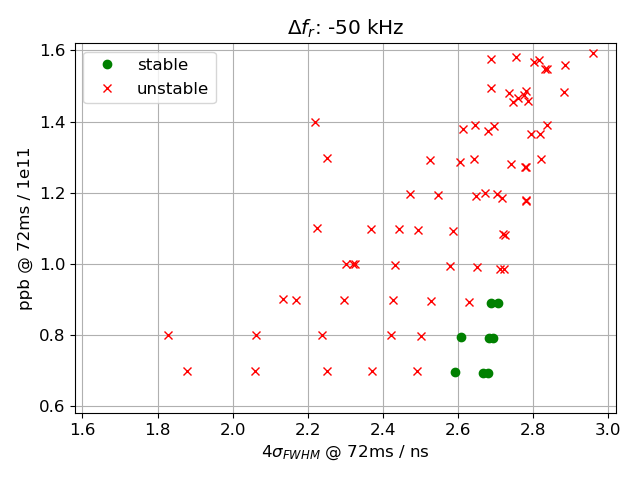 Δf_r: -50 kHz
stable
unstable
ppb @ 72ms / 1e11
1.6
1.4
1.2
1.0
0.8
0.6
1.6 1.8 2.0 2.2 2.4 2.6 2.8 3.0
4σ_FWHM @ 72ms / ns